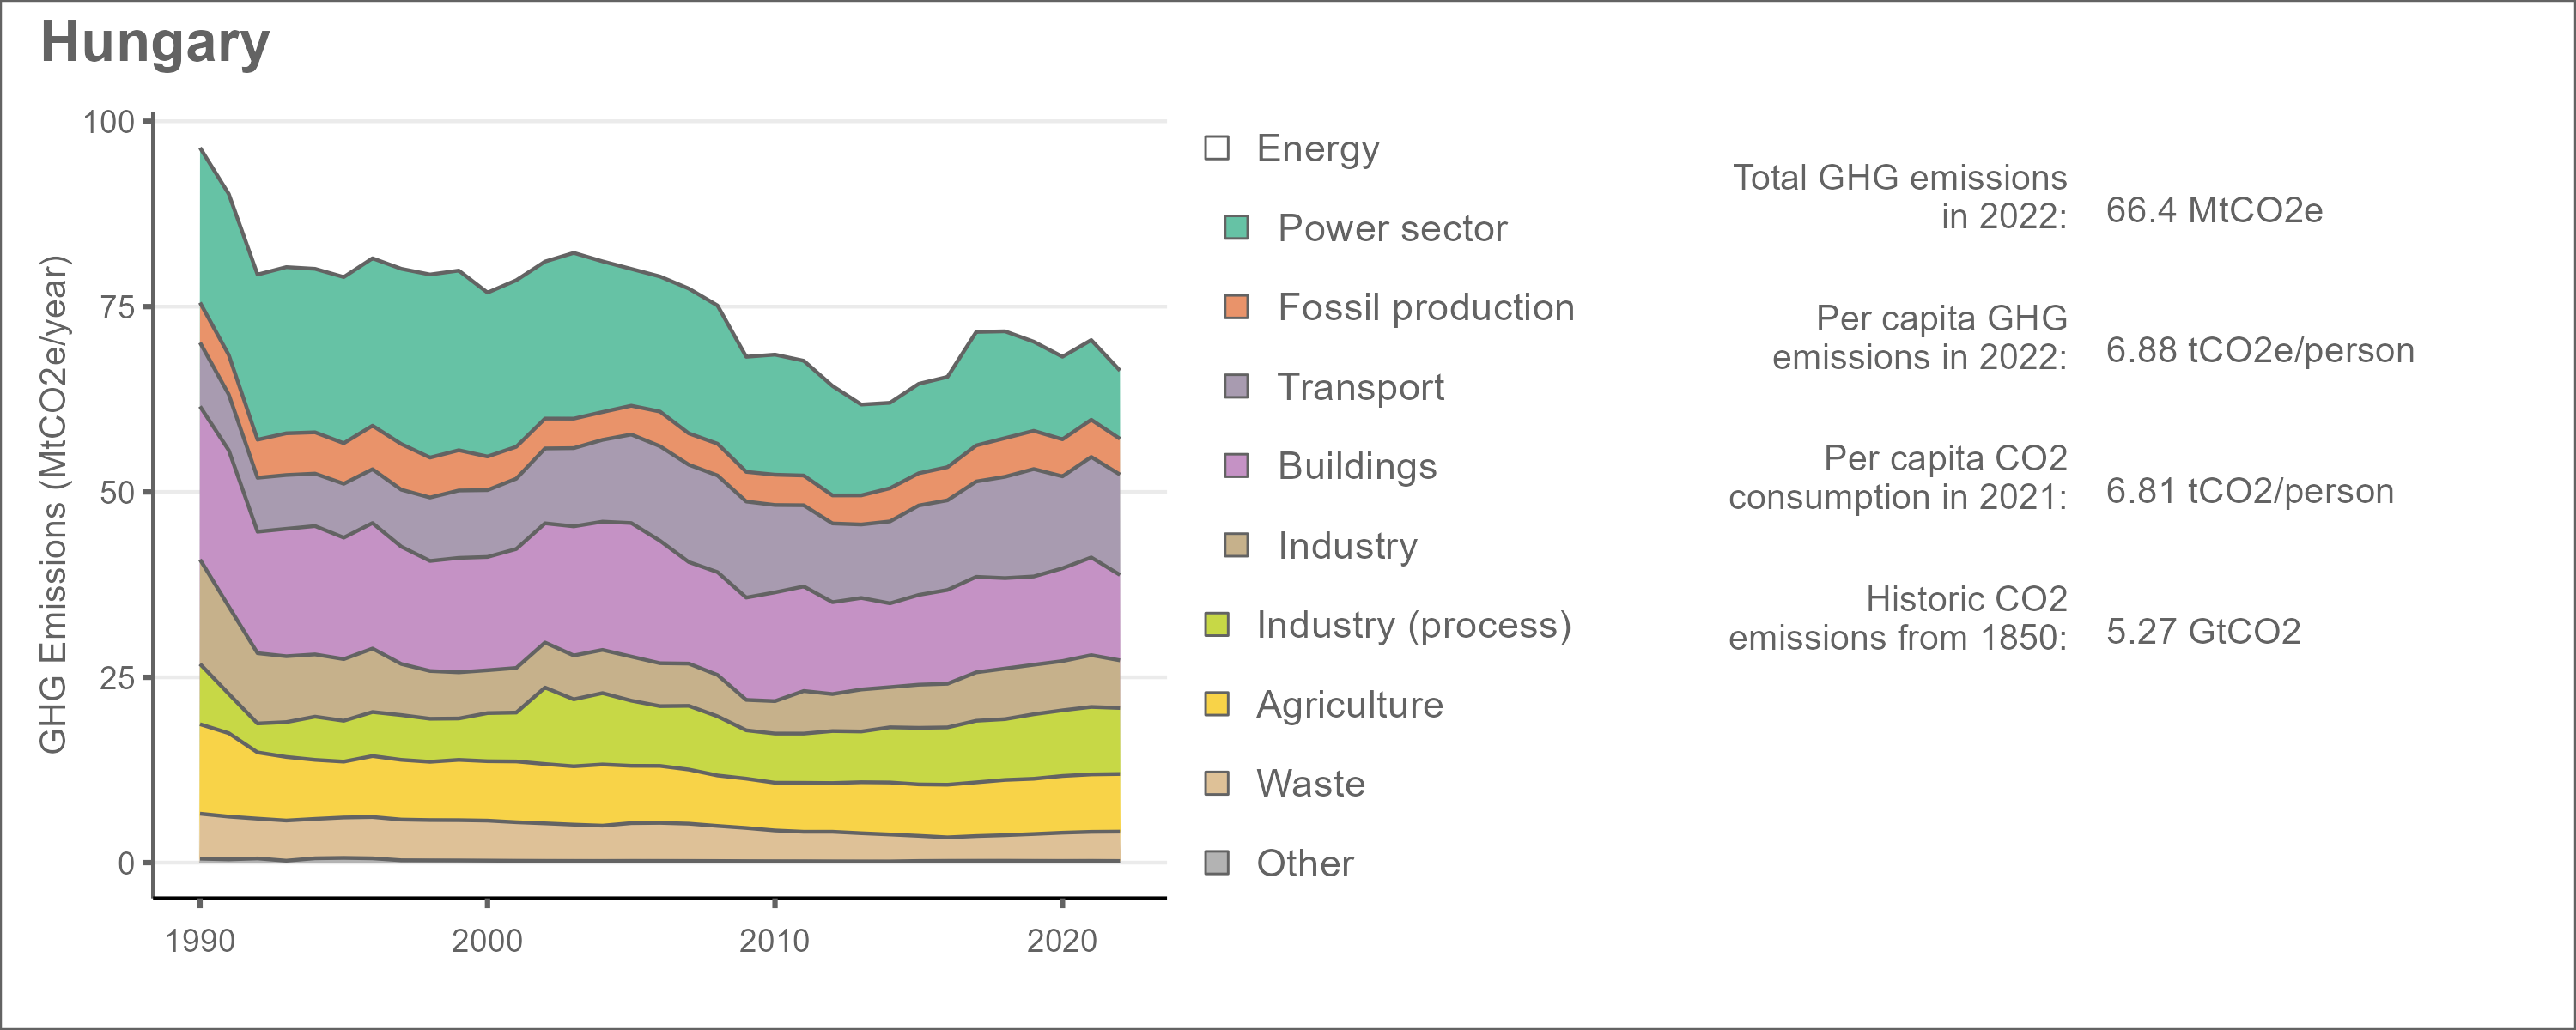 Hungary
GHG Emissions (MtCO2e/year)
100
75
50
25
0
1990
2000
2010
2020
Energy
Power sector
Fossil production
Transport
Buildings
Industry
Industry (process)
Agriculture
Waste
Other
Total GHG emissions
in 2022:
66.4 MtCO2e
Per capita GHG
emissions in 2022:
6.88 tCO2e/person
Per capita CO2
consumption in 2021:
6.81 tCO2/person
Historic CO2
emissions from 1850:
5.27 GtCO2